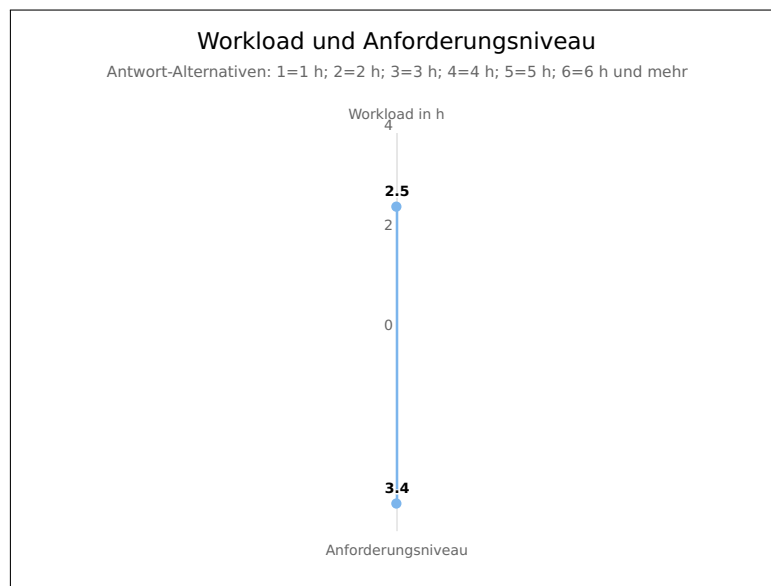 Workload und Anforderungsniveau
Antwort-Alternativen: 1=1 h; 2=2 h; 3=3 h; 4=4 h; 5=5 h; 6=6 h und mehr
Workload in h
4
2.5
2
0
3.4
Anforderungsniveau